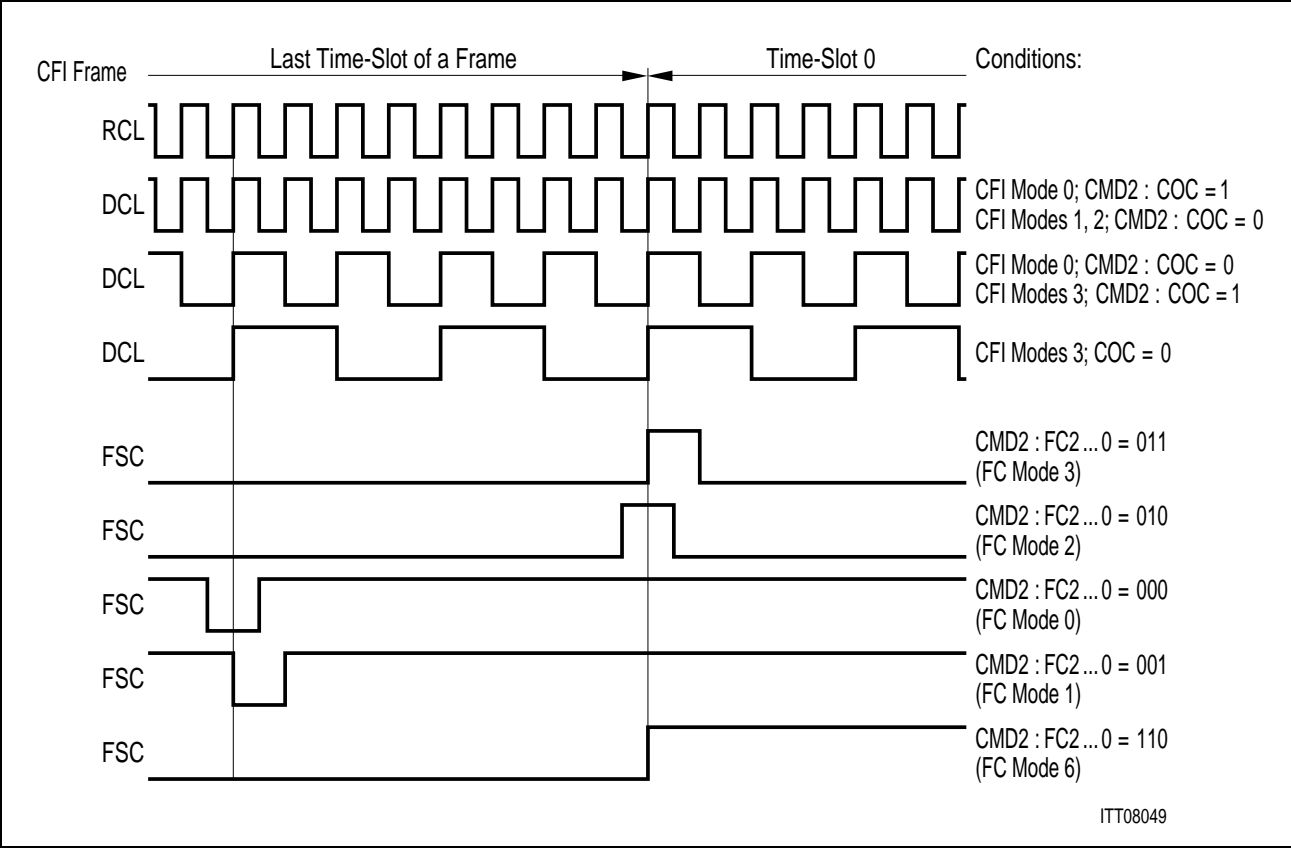 Last Time-Slot of a Frame
Time-Slot 0
Conditions:
CFI Frame
RCL
DCL
CFI Mode 0; CMD2 : COC = 1
CFI Modes 1, 2; CMD2 : COC = 0
DCL
CFI Mode 0; CMD2 : COC = 0
CFI Modes 3; CMD2 : COC = 1
DCL
CFI Modes 3; COC = 0
FSC
CMD2 : FC2 ... 0 = 011
(FC Mode 3)
FSC
CMD2 : FC2 ... 0 = 010
(FC Mode 2)
FSC
CMD2 : FC2 ... 0 = 000
(FC Mode 0)
FSC
CMD2 : FC2 ... 0 = 001
(FC Mode 1)
FSC
CMD2 : FC2 ... 0 = 110
(FC Mode 6)
ITT08049